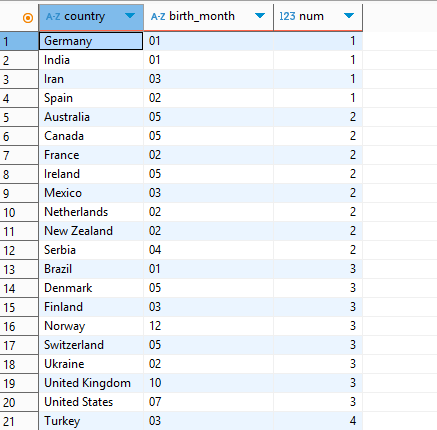 A-Z country A-Z birth_month 123 num
1 Germany 01 1
2 India 01 1
3 Iran 03 1
4 Spain 02 1
5 Australia 05 2
6 Canada 05 2
7 France 02 2
8 Ireland 05 2
9 Mexico 03 2
10 Netherlands 02 2
11 New Zealand 02 2
12 Serbia 04 2
13 Brazil 01 3
14 Denmark 05 3
15 Finland 03 3
16 Norway 12 3
17 Switzerland 05 3
18 Ukraine 02 3
19 United Kingdom 10 3
20 United States 07 3
21 Turkey 03 4